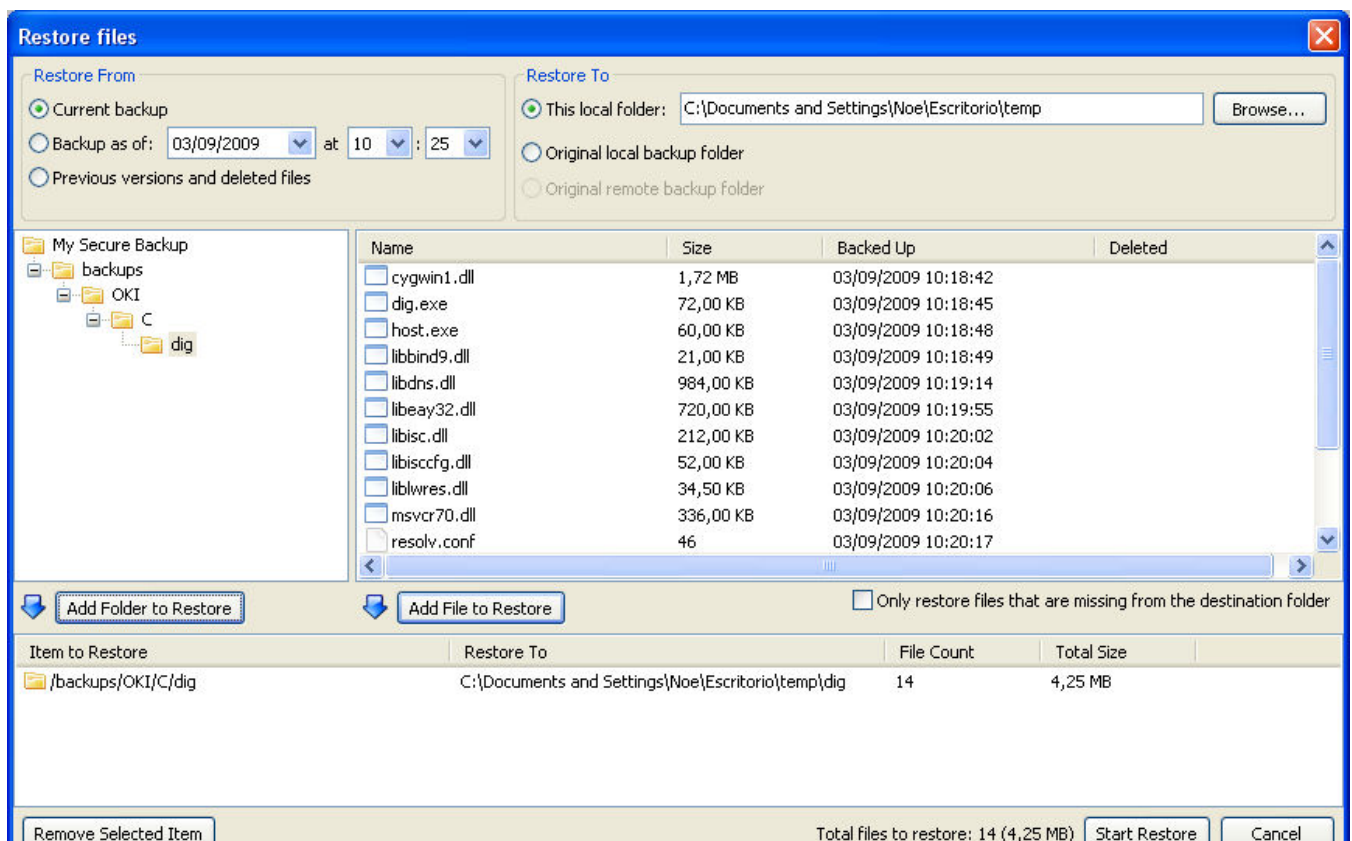 Restore files
Restore From
Current backup
Backup as of: 03/09/2009 at 10 : 25
Previous versions and deleted files
Restore To
This local folder: C:\Documents and Settings\Noe\Escritorio\temp Browse...
Original local backup folder
Original remote backup folder
My Secure Backup
backups
OKI
C
dig
Name Size Backed Up Deleted
cygwin1.dll 1,72 MB 03/09/2009 10:18:42
dig.exe 72,00 KB 03/09/2009 10:18:45
host.exe 60,00 KB 03/09/2009 10:18:48
libbind9.dll 21,00 KB 03/09/2009 10:18:49
libdns.dll 984,00 KB 03/09/2009 10:19:14
libeay32.dll 720,00 KB 03/09/2009 10:19:55
libisc.dll 212,00 KB 03/09/2009 10:20:02
libisccfg.dll 52,00 KB 03/09/2009 10:20:04
liblwres.dll 34,50 KB 03/09/2009 10:20:06
msvcr70.dll 336,00 KB 03/09/2009 10:20:16
resolv.conf 46 03/09/2009 10:20:17
Add Folder to Restore Add File to Restore Only restore files that are missing from the destination folder
Item to Restore Restore To File Count Total Size
/backups/OKI/C/dig C:\Documents and Settings\Noe\Escritorio\temp\dig 14 4,25 MB
Remove Selected Item Total files to restore: 14 (4,25 MB) Start Restore Cancel